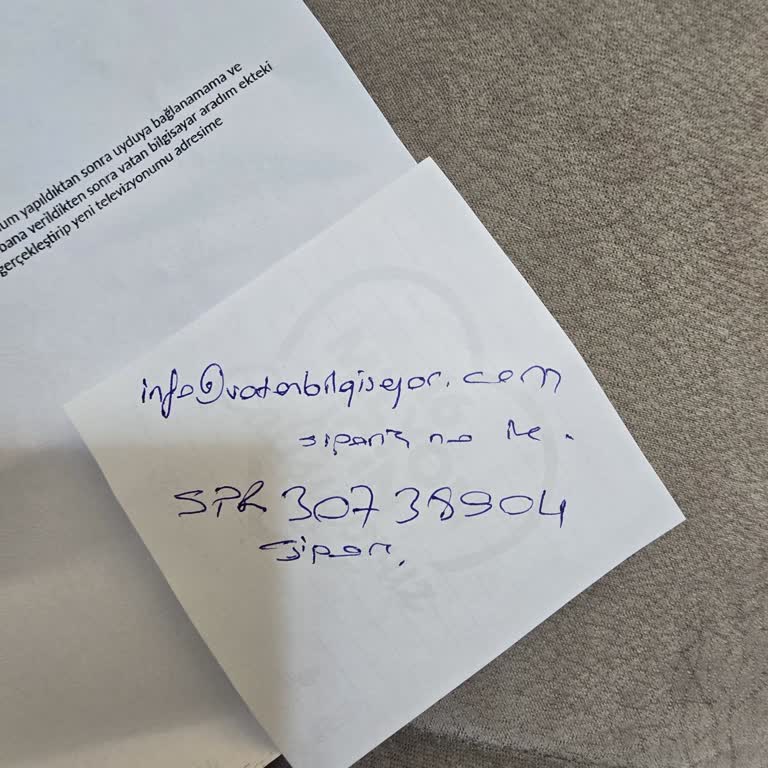 um yapıldıktan sonra uyduya bağlanamama ve
bana verildikten sonra vatan bilgisayar aradım ekteki
gerçekleştirip yeni televizyonumu adresime
info@vatanbilgisayar.com
sipariş no ile.
SPR 30738904